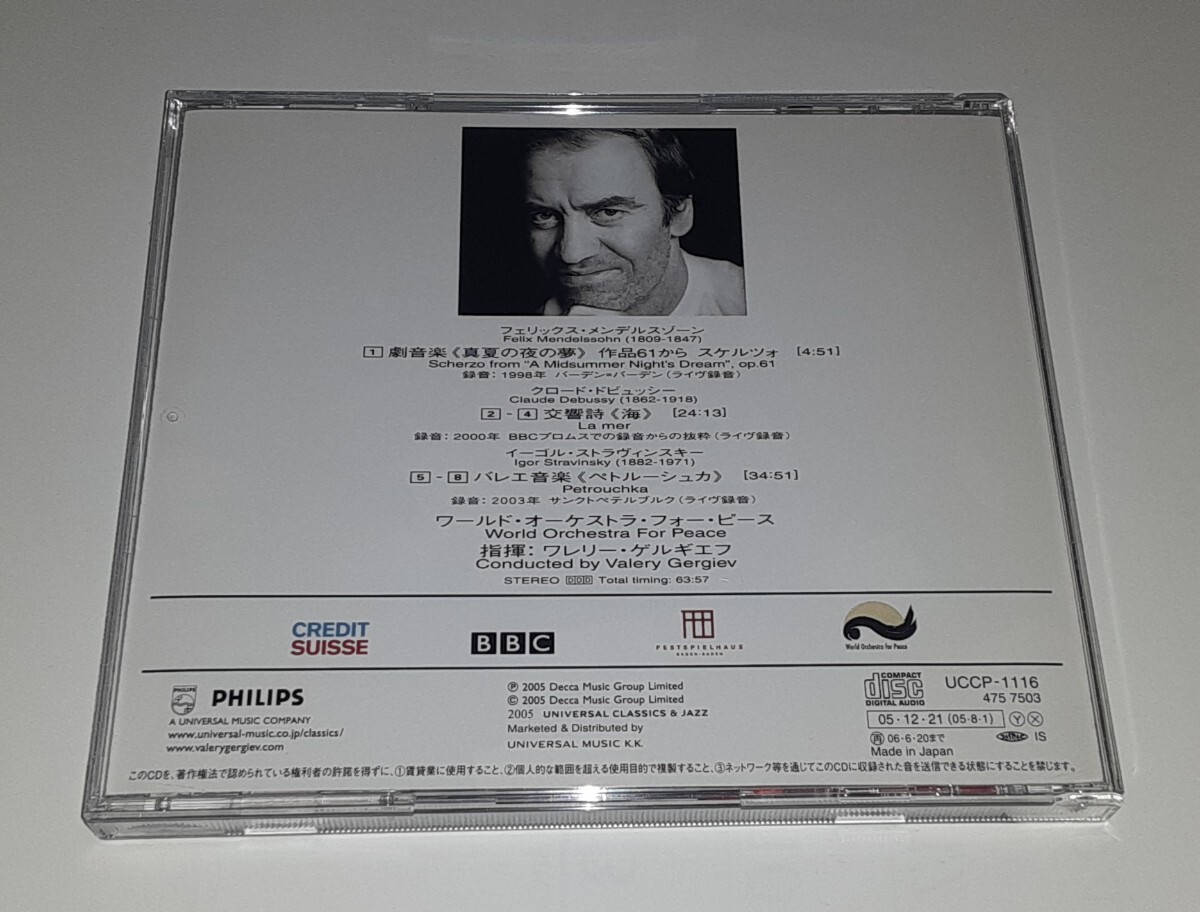 フェリックス・メンデルスゾーン
Felix Mendelssohn (1809-1847)
1 劇音楽《真夏の夜の夢》 作品61から スケルツォ [4:51]
Scherzo from "A Midsummer Night's Dream", op.61
録音：1998年 バーデン=バーデン（ライヴ録音）
クロード・ドビュッシー
Claude Debussy (1862-1918)
2 - 4 交響詩《海》 [24:13]
La mer
録音：2000年 BBCプロムスでの録音からの抜粋（ライヴ録音）
イーゴル・ストラヴィンスキー
Igor Stravinsky (1882-1971)
5 - 8 バレエ音楽《ペトルーシュカ》 [34:51]
Petrouchka
録音：2003年 サンクトペテルブルク（ライヴ録音）
ワールド・オーケストラ・フォー・ピース
World Orchestra For Peace
指揮：ワレリー・ゲルギエフ
Conducted by Valery Gergiev
STEREO DDD Total timing: 63:57
CREDIT
SUISSE
BBC
FESTSPIELHAUS
BADEN-BADEN
World Orchestra for Peace
PHILIPS
PHILIPS
A UNIVERSAL MUSIC COMPANY
www.universal-music.co.jp/classics/
www.valerygergiev.com
Ⓟ 2005 Decca Music Group Limited
© 2005 Decca Music Group Limited
2005 UNIVERSAL CLASSICS & JAZZ
Marketed & Distributed by
UNIVERSAL MUSIC K.K.
COMPACT
disc
DIGITAL AUDIO
UCCP-1116
475 7503
05・12・21 (05・8・1) Ⓨ Ⓧ
再 06・6・20まで
IS
Made in Japan
このCDを、著作権法で認められている権利者の許諾を得ずに、①賃貸業に使用すること、②個人的な範囲を超える使用目的で複製すること、③ネットワーク等を通じてこのCDに収録された音を送信できる状態にすることを禁じます。